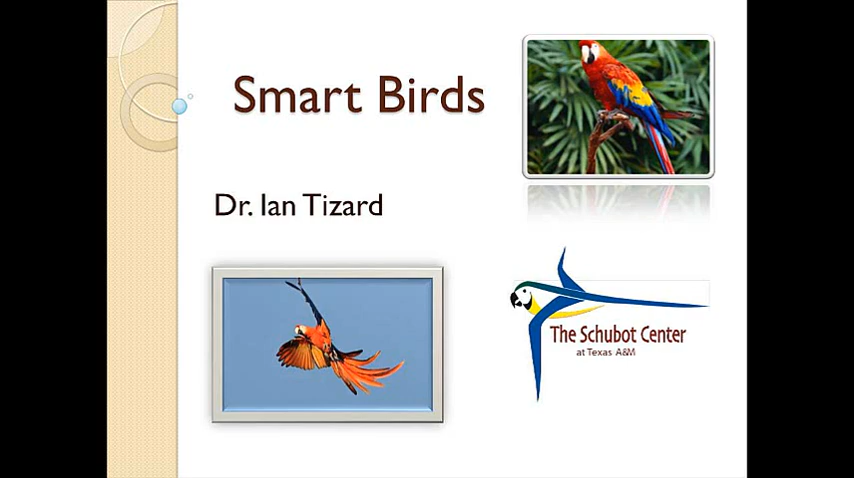 Smart Birds
Dr. Ian Tizard
The Schubot Center
at Texas A&M